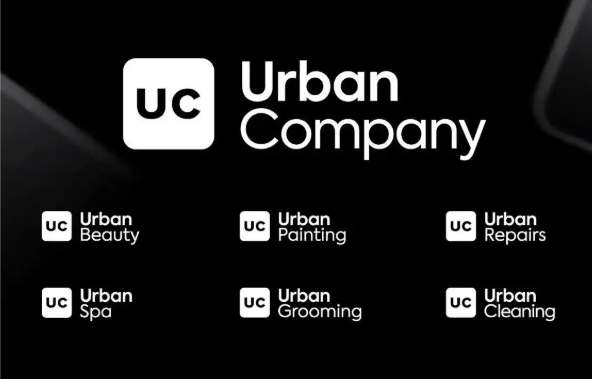 UC
Urban
Company
UC
Urban
Beauty
UC
Urban
Painting
UC
Urban
Repairs
UC
Urban
Spa
UC
Urban
Grooming
UC
Urban
Cleaning